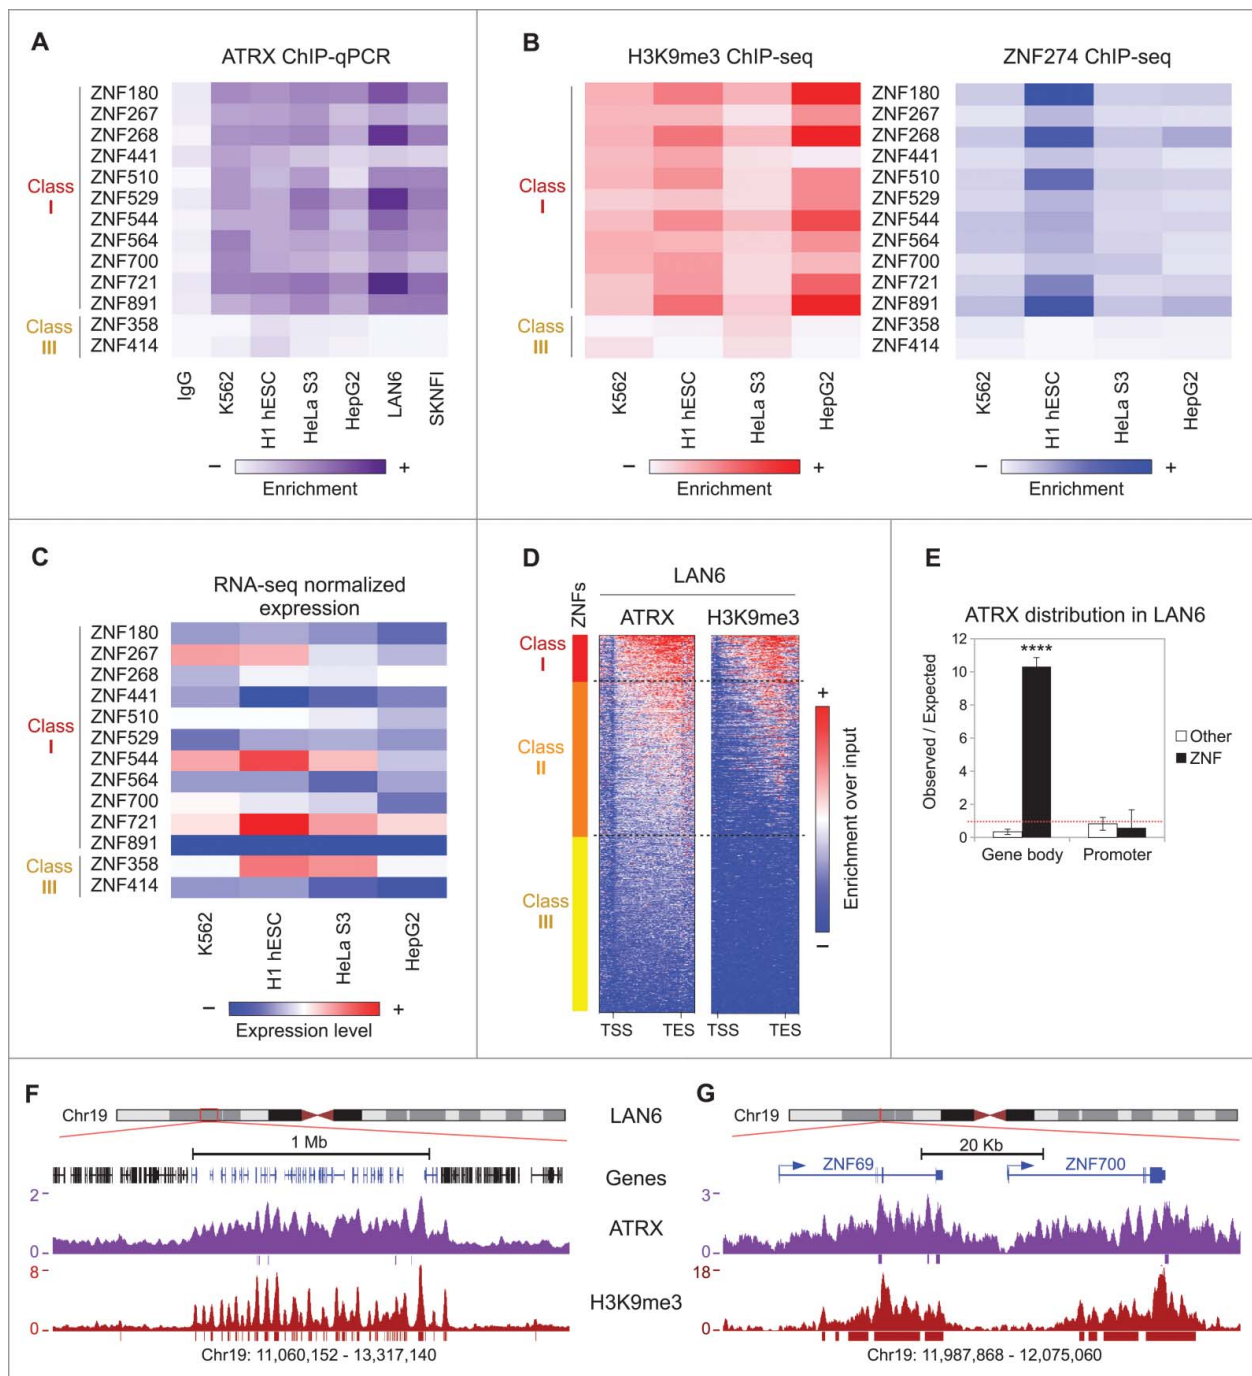 A
ATRX ChIP-qPCR
Class
I
Class
III
ZNF180
ZNF267
ZNF268
ZNF441
ZNF510
ZNF529
ZNF544
ZNF564
ZNF700
ZNF721
ZNF891
ZNF358
ZNF414
IgG
K562
H1 hESC
HeLa S3
HepG2
LAN6
SKNFI
− +
Enrichment
B
H3K9me3 ChIP-seq
Class
I
Class
III
K562
H1 hESC
HeLa S3
HepG2
− +
Enrichment
ZNF274 ChIP-seq
ZNF180
ZNF267
ZNF268
ZNF441
ZNF510
ZNF529
ZNF544
ZNF564
ZNF700
ZNF721
ZNF891
ZNF358
ZNF414
K562
H1 hESC
HeLa S3
HepG2
− +
Enrichment
C
RNA-seq normalized
expression
Class
I
Class
III
ZNF180
ZNF267
ZNF268
ZNF441
ZNF510
ZNF529
ZNF544
ZNF564
ZNF700
ZNF721
ZNF891
ZNF358
ZNF414
K562
H1 hESC
HeLa S3
HepG2
− +
Expression level
D
LAN6
ZNFs
ATRX H3K9me3
Class
I
Class
II
Class
III
TSS TES TSS TES
+
Enrichment over input
−
E
ATRX distribution in LAN6
Observed / Expected
12
10
8
6
4
2
0
****
Other
ZNF
Gene body Promoter
F
Chr19
1 Mb
2
0
8
0
Chr19: 11,060,152 - 13,317,140
LAN6
Genes
ATRX
H3K9me3
G
Chr19
20 Kb
ZNF69 ZNF700
3
0
18
0
Chr19: 11,987,868 - 12,075,060